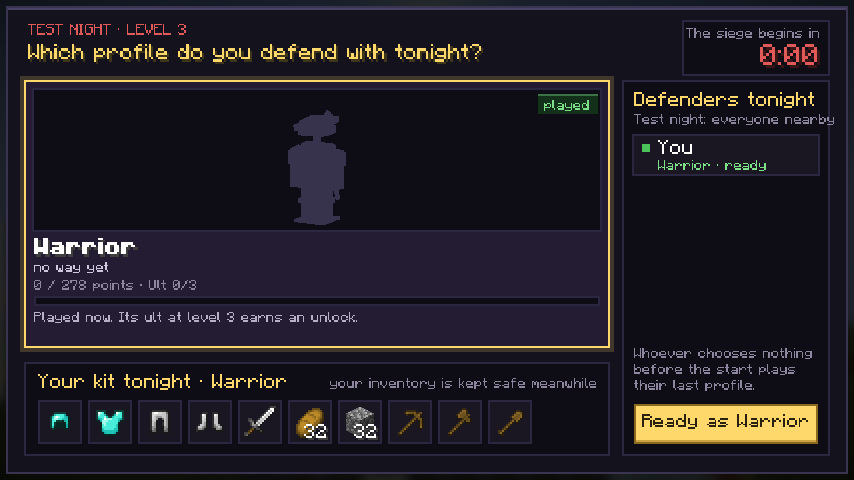 TEST NIGHT · LEVEL 3
Which profile do you defend with tonight?
The siege begins in
0:00
played
Warrior
no way yet
0 / 278 points · Ult 0/3
Played now. Its ult at level 3 earns an unlock.
Defenders tonight
Test night: everyone nearby
You
Warrior · ready
Whoever chooses nothing
before the start plays
their last profile.
Ready as Warrior
Your kit tonight · Warrior
your inventory is kept safe meanwhile
32
32